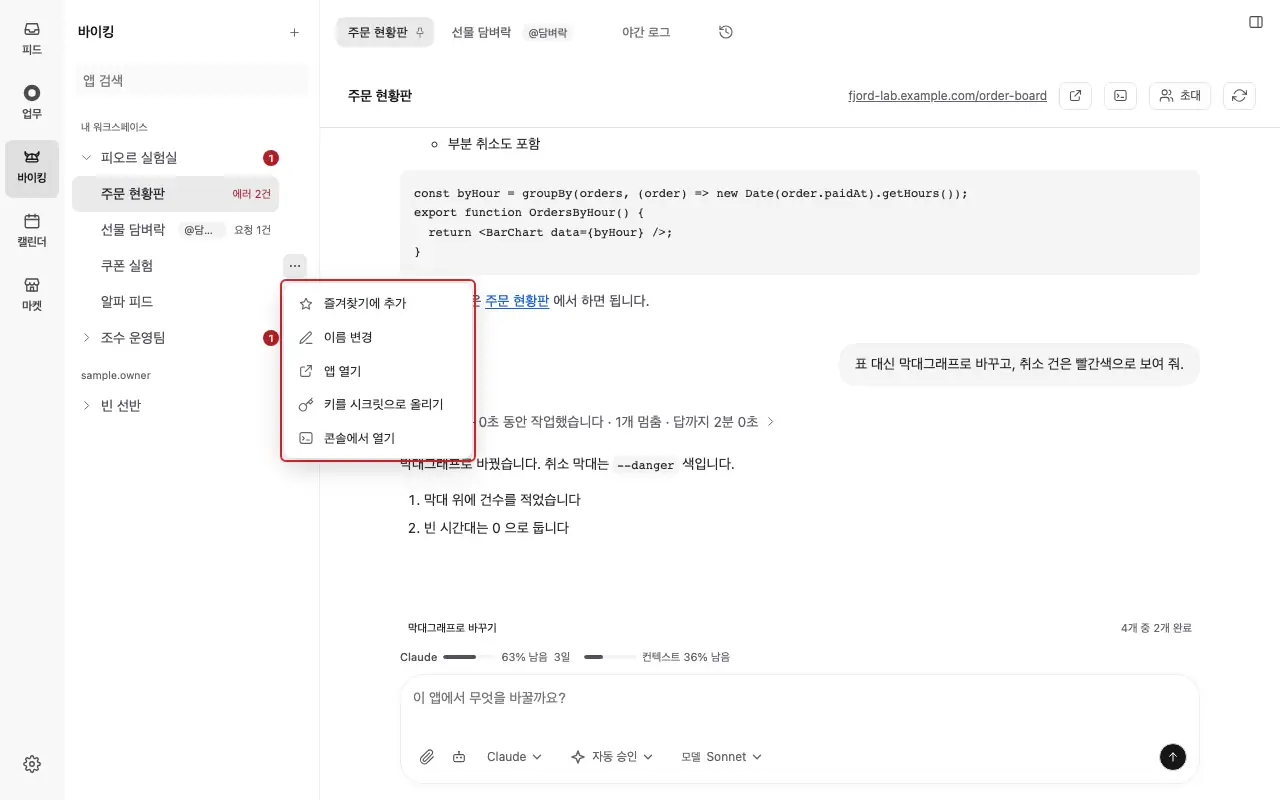 피드
업무
바이킹
캘린더
마켓
바이킹
앱 검색
내 워크스페이스
피오르 실험실 1
주문 현황판 에러 2건
선물 담벼락 @담... 요청 1건
쿠폰 실험
알파 피드
조수 운영팀 1
sample.owner
빈 선반
즐겨찾기에 추가
이름 변경
앱 열기
키를 시크릿으로 올리기
콘솔에서 열기
주문 현황판 선물 담벼락 @담벼락 야간 로그
주문 현황판 fjord-lab.example.com/order-board 초대
부분 취소도 포함
const byHour = groupBy(orders, (order) => new Date(order.paidAt).getHours());
export function OrdersByHour() {
return <BarChart data={byHour} />;
}
주문 현황판 에서 하면 됩니다.
표 대신 막대그래프로 바꾸고, 취소 건은 빨간색으로 보여 줘.
0초 동안 작업했습니다 · 1개 멈춤 · 답까지 2분 0초
막대그래프로 바꿨습니다. 취소 막대는 --danger 색입니다.
1. 막대 위에 건수를 적었습니다
2. 빈 시간대는 0 으로 둡니다
막대그래프로 바꾸기 4개 중 2개 완료
Claude 63% 남음 3일 컨텍스트 36% 남음
이 앱에서 무엇을 바꿀까요?
Claude 자동 승인 모델 Sonnet